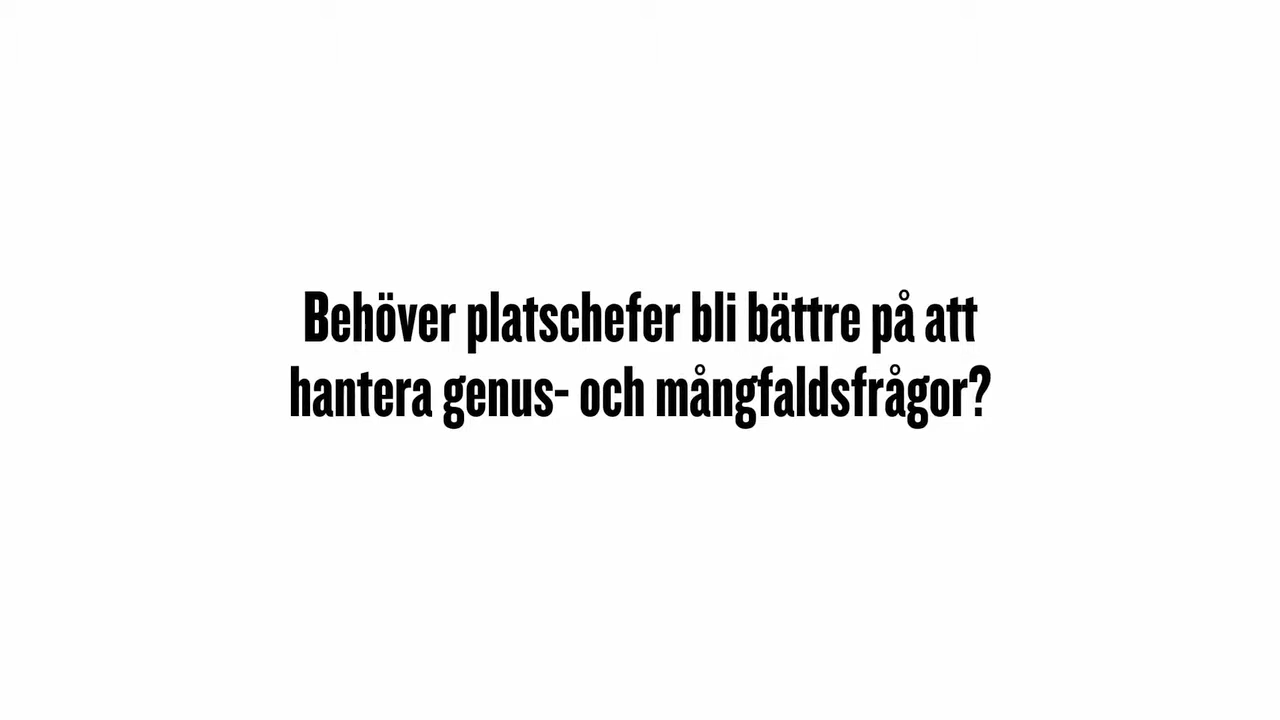 Behöver platschefer bli bättre på att
hantera genus- och mångfaldsfrågor?